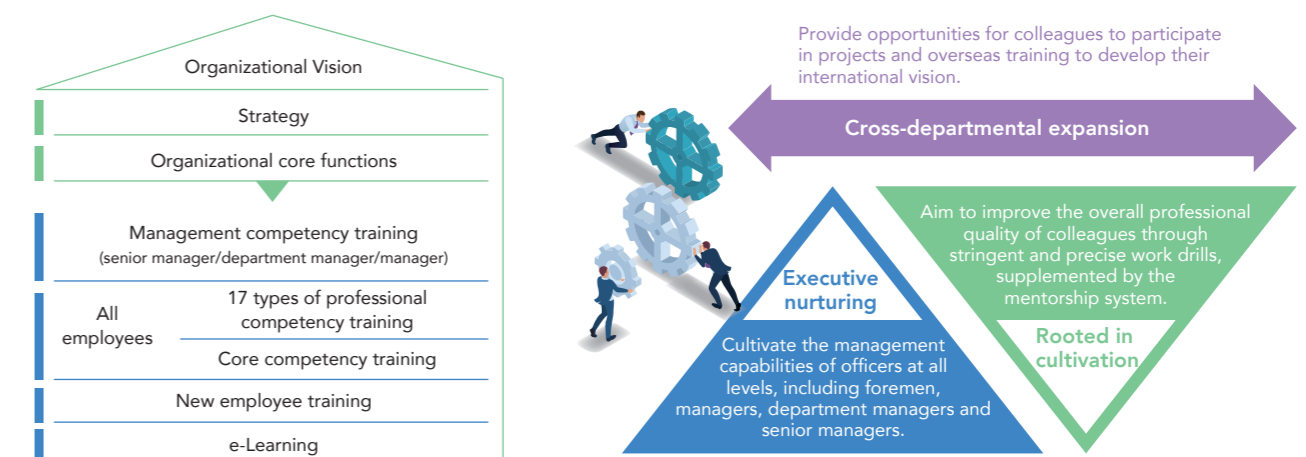 Organizational Vision
Strategy
Organizational core functions
Management competency training
(senior manager/department manager/manager)
All
employees
17 types of professional
competency training
Core competency training
New employee training
e-Learning
Provide opportunities for colleagues to participate
in projects and overseas training to develop their
international vision.
Cross-departmental expansion
Executive
nurturing
Cultivate the management
capabilities of officers at all
levels, including foremen,
managers, department managers and
senior managers.
Aim to improve the overall professional
quality of colleagues through
stringent and precise work drills,
supplemented by the
mentorship system.
Rooted in
cultivation